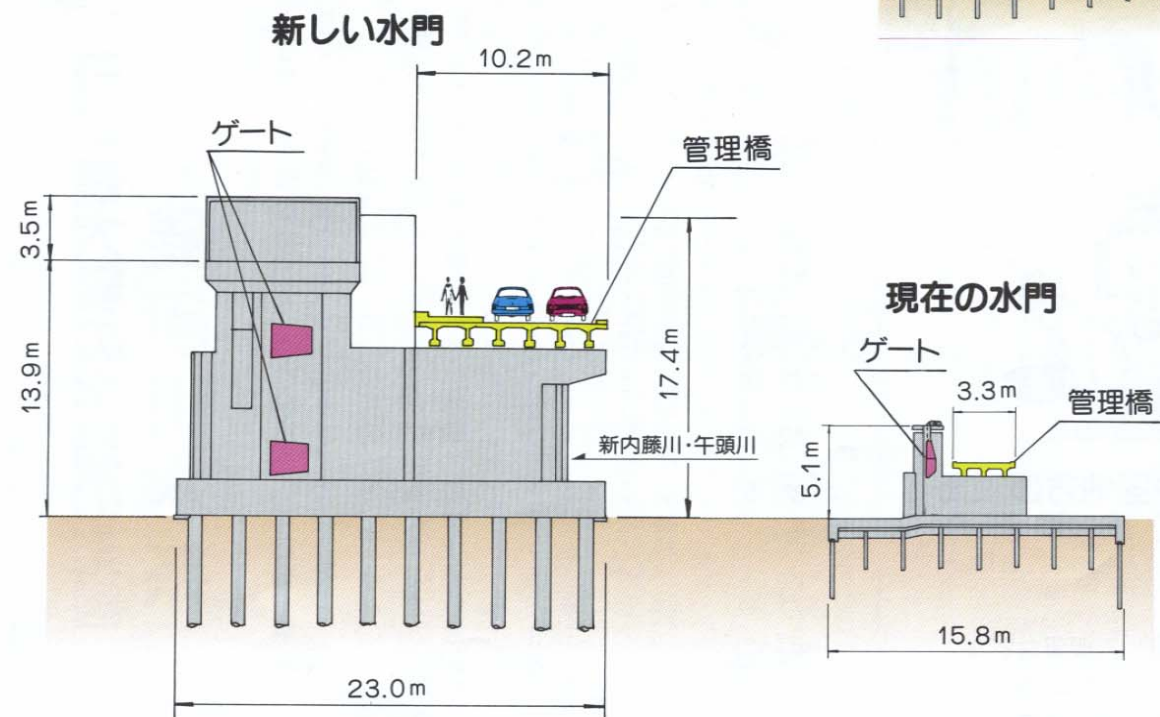 新しい水門
10.2m
ゲート
管理橋
3.5m
13.9m
17.4m
新内藤川・午頭川
23.0m
現在の水門
ゲート
3.3m
管理橋
5.1m
15.8m